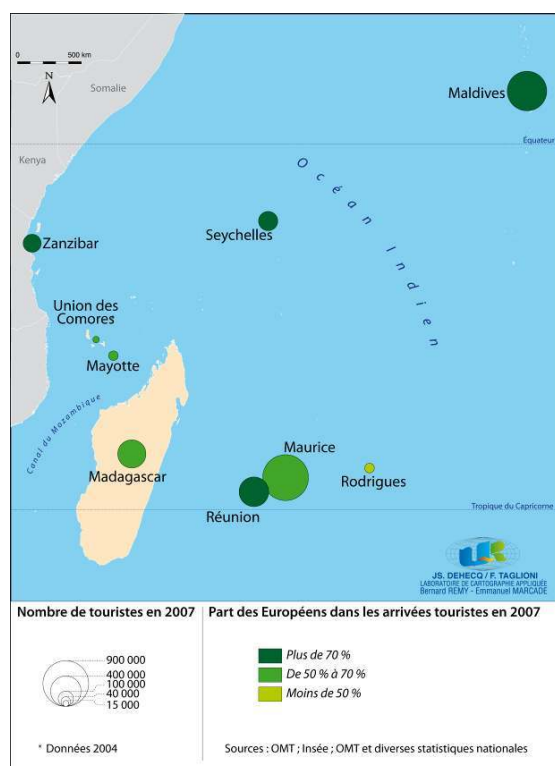 0 500 km
N
Somalie
Maldives
Équateur
Kenya
Océan Indien
Seychelles
Zanzibar
Union des
Comores
Mayotte
Canal du Mozambique
Maurice
Madagascar
Rodrigues
Réunion
Tropique du Capricorne
JS. DEHECQ / F. TAGLIONI
LABORATOIRE DE CARTOGRAPHIE APPLIQUÉE
Bernard REMY - Emmanuel MARCADE
Nombre de touristes en 2007
900 000
400 000
100 000
40 000
15 000
* Données 2004
Part des Européens dans les arrivées touristes en 2007
Plus de 70 %
De 50 % à 70 %
Moins de 50 %
Sources : OMT ; Insée ; OMT et diverses statistiques nationales